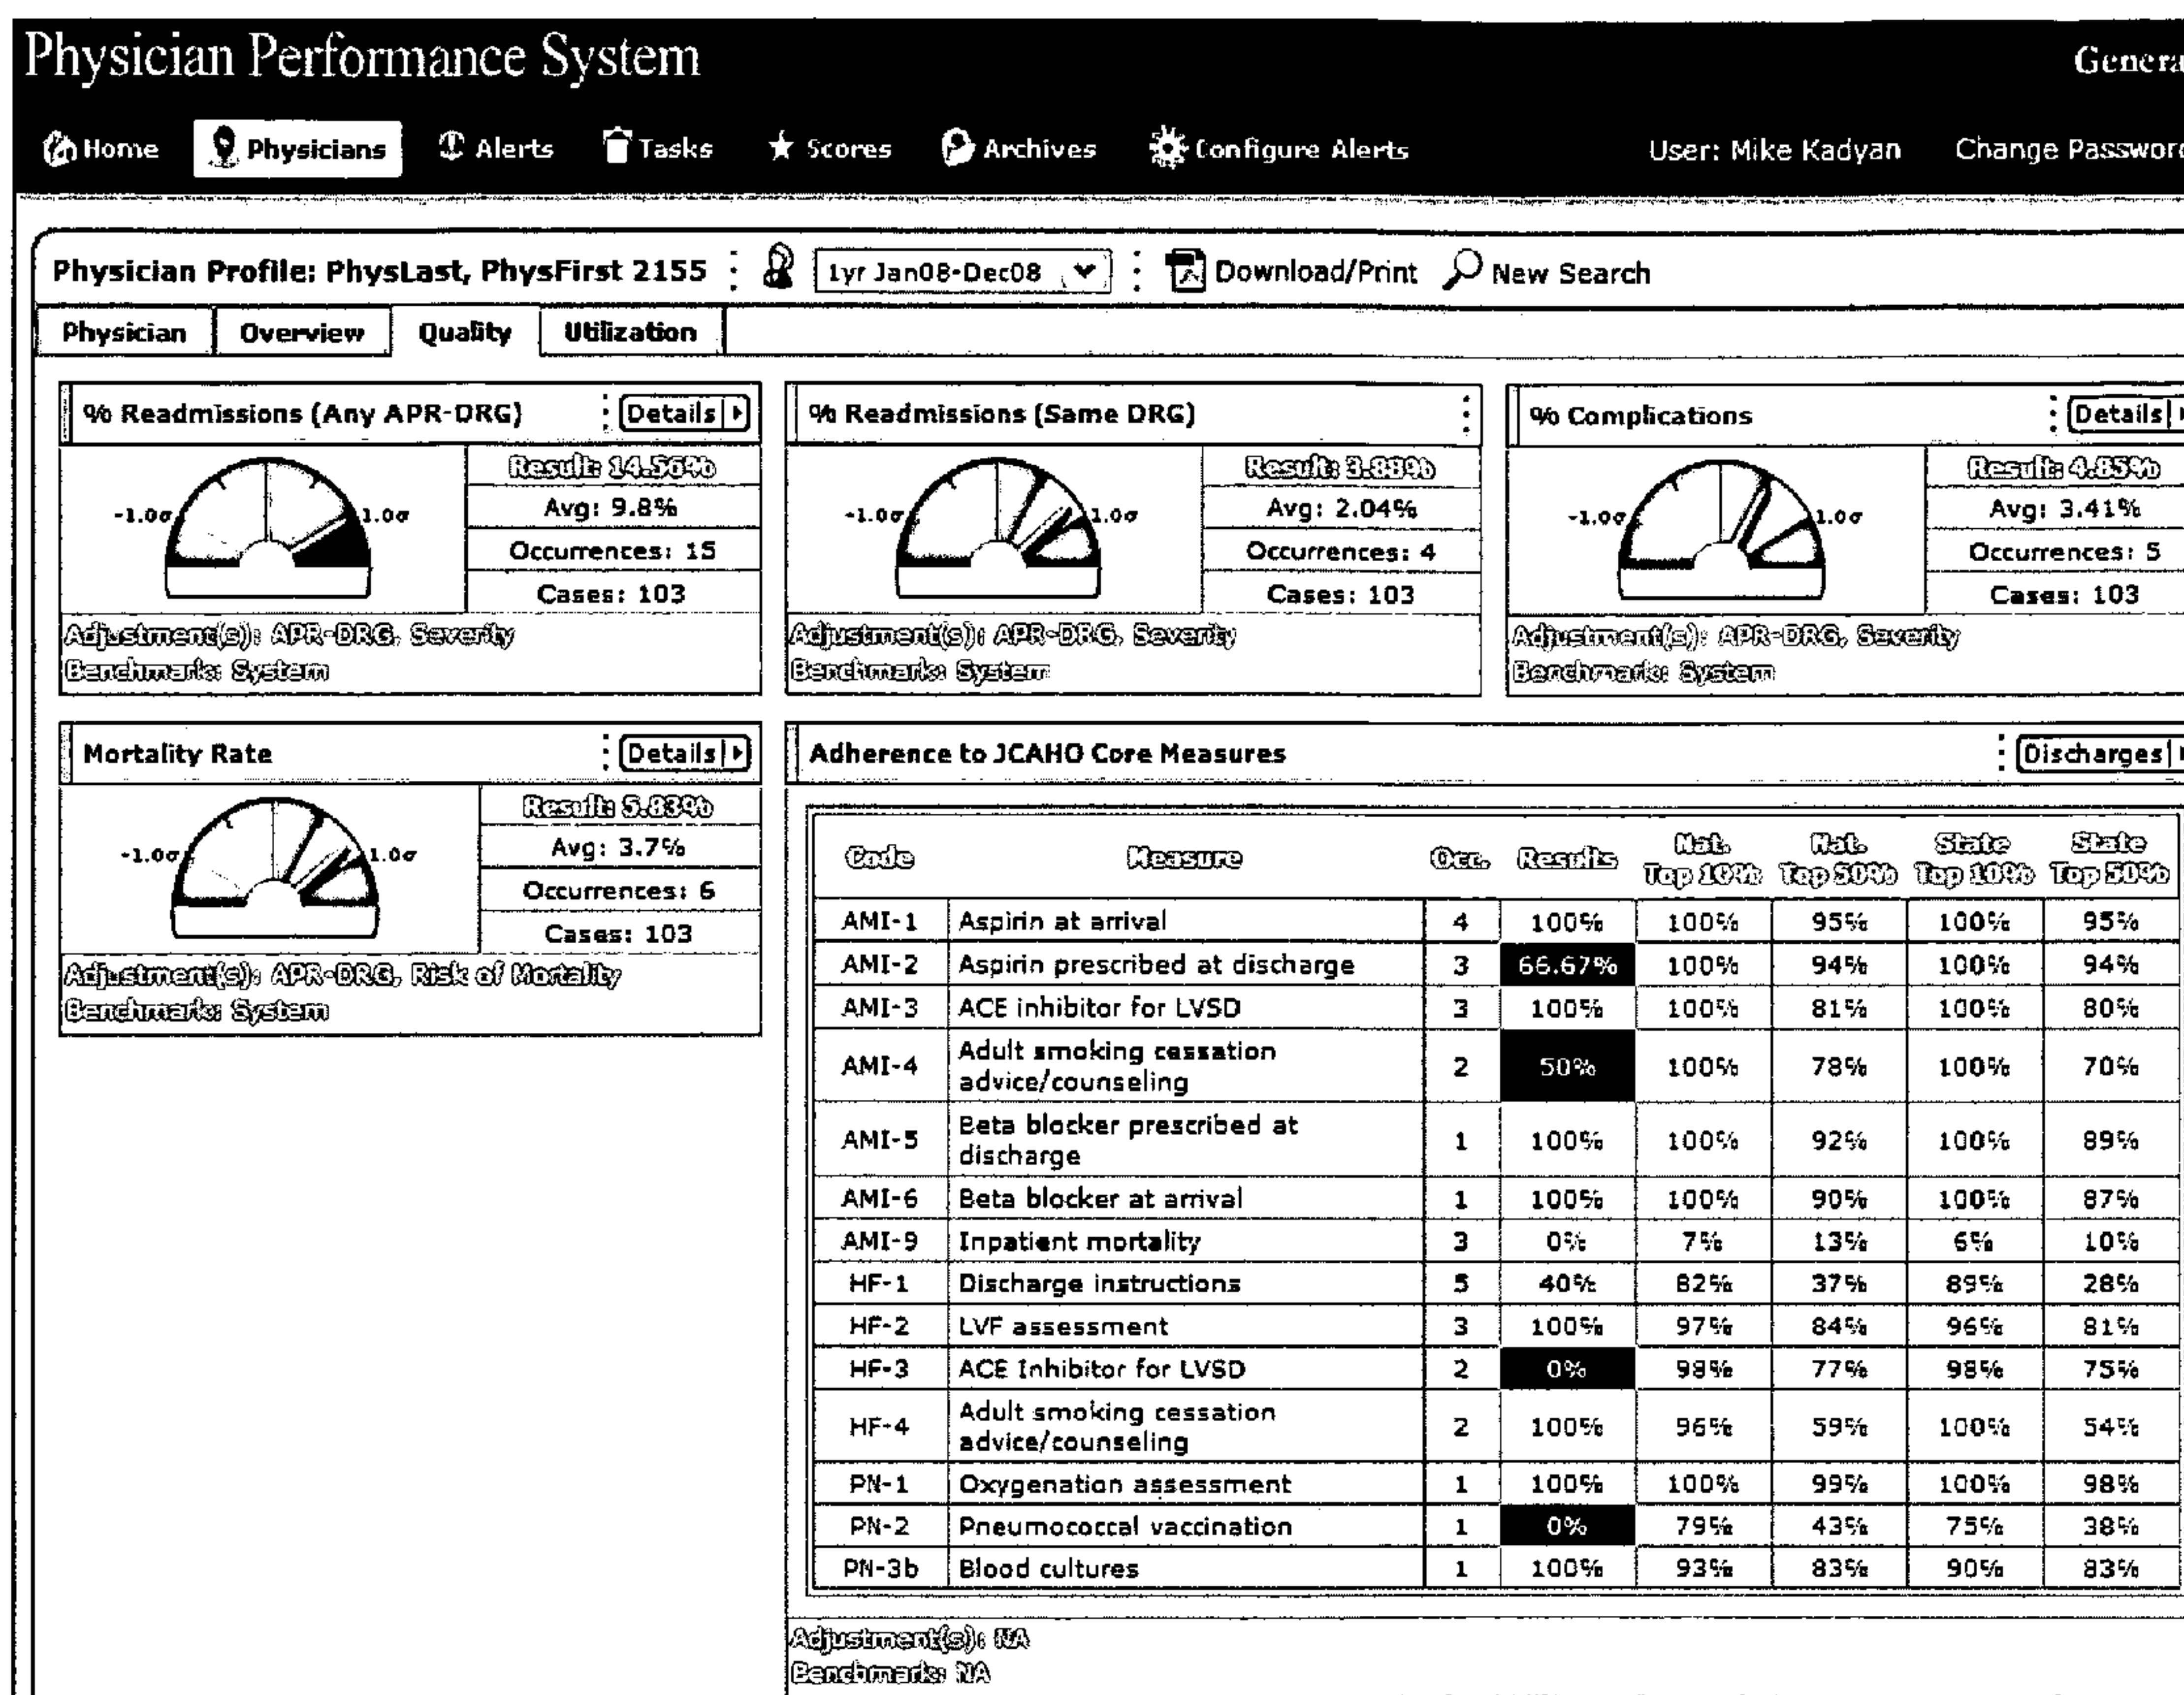 Physician Performance System
Genera
Home Physicians Alerts Tasks Scores Archives Configure Alerts User: Mike Kadyan Change Password
Physician Profile: PhysLast, PhysFirst 2155 1yr Jan08-Dec08 Download/Print New Search
Physician Overview Quality Utilization
% Readmissions (Any APR-DRG) Details
-1.0σ 1.0σ
Result: 14.56%
Avg: 9.8%
Occurrences: 15
Cases: 103
Adjustment(s): APR-DRG, Severity
Benchmark: System
% Readmissions (Same DRG)
-1.0σ 1.0σ
Result: 3.88%
Avg: 2.04%
Occurrences: 4
Cases: 103
Adjustment(s): APR-DRG, Severity
Benchmark: System
% Complications Details
-1.0σ 1.0σ
Result: 4.85%
Avg: 3.41%
Occurrences: 5
Cases: 103
Adjustment(s): APR-DRG, Severity
Benchmark: System
Mortality Rate Details
-1.0σ 1.0σ
Result: 5.83%
Avg: 3.7%
Occurrences: 6
Cases: 103
Adjustment(s): APR-DRG, Risk of Mortality
Benchmark: System
Adherence to JCAHO Core Measures Discharges
Code Measure Occ. Results Nat. Top 10% Nat. Top 50% State Top 10% State Top 50%
AMI-1 Aspirin at arrival 4 100% 100% 95% 100% 95%
AMI-2 Aspirin prescribed at discharge 3 66.67% 100% 94% 100% 94%
AMI-3 ACE inhibitor for LVSD 3 100% 100% 81% 100% 80%
AMI-4 Adult smoking cessation advice/counseling 2 50% 100% 78% 100% 70%
AMI-5 Beta blocker prescribed at discharge 1 100% 100% 92% 100% 89%
AMI-6 Beta blocker at arrival 1 100% 100% 90% 100% 87%
AMI-9 Inpatient mortality 3 0% 7% 13% 6% 10%
HF-1 Discharge instructions 5 40% 82% 37% 89% 28%
HF-2 LVF assessment 3 100% 97% 84% 96% 81%
HF-3 ACE Inhibitor for LVSD 2 0% 98% 77% 98% 75%
HF-4 Adult smoking cessation advice/counseling 2 100% 96% 59% 100% 54%
PN-1 Oxygenation assessment 1 100% 100% 99% 100% 98%
PN-2 Pneumococcal vaccination 1 0% 79% 43% 75% 38%
PN-3b Blood cultures 1 100% 93% 83% 90% 83%
Adjustment(s): NA
Benchmark: NA